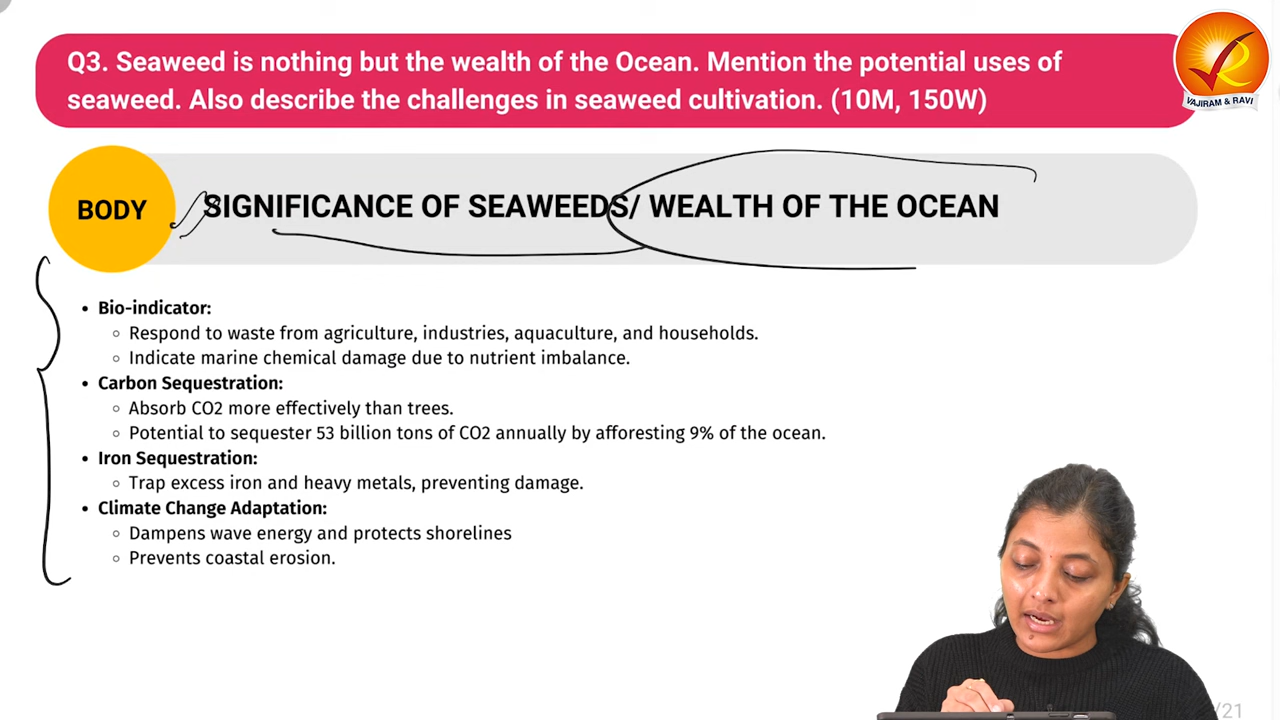 Q3. Seaweed is nothing but the wealth of the Ocean. Mention the potential uses of
seaweed. Also describe the challenges in seaweed cultivation. (10M, 150W)
VAJIRAM & RAVI
BODY
SIGNIFICANCE OF SEAWEEDS/ WEALTH OF THE OCEAN
• Bio-indicator:
○ Respond to waste from agriculture, industries, aquaculture, and households.
○ Indicate marine chemical damage due to nutrient imbalance.
• Carbon Sequestration:
○ Absorb CO2 more effectively than trees.
○ Potential to sequester 53 billion tons of CO2 annually by afforesting 9% of the ocean.
• Iron Sequestration:
○ Trap excess iron and heavy metals, preventing damage.
• Climate Change Adaptation:
○ Dampens wave energy and protects shorelines
○ Prevents coastal erosion.
/21